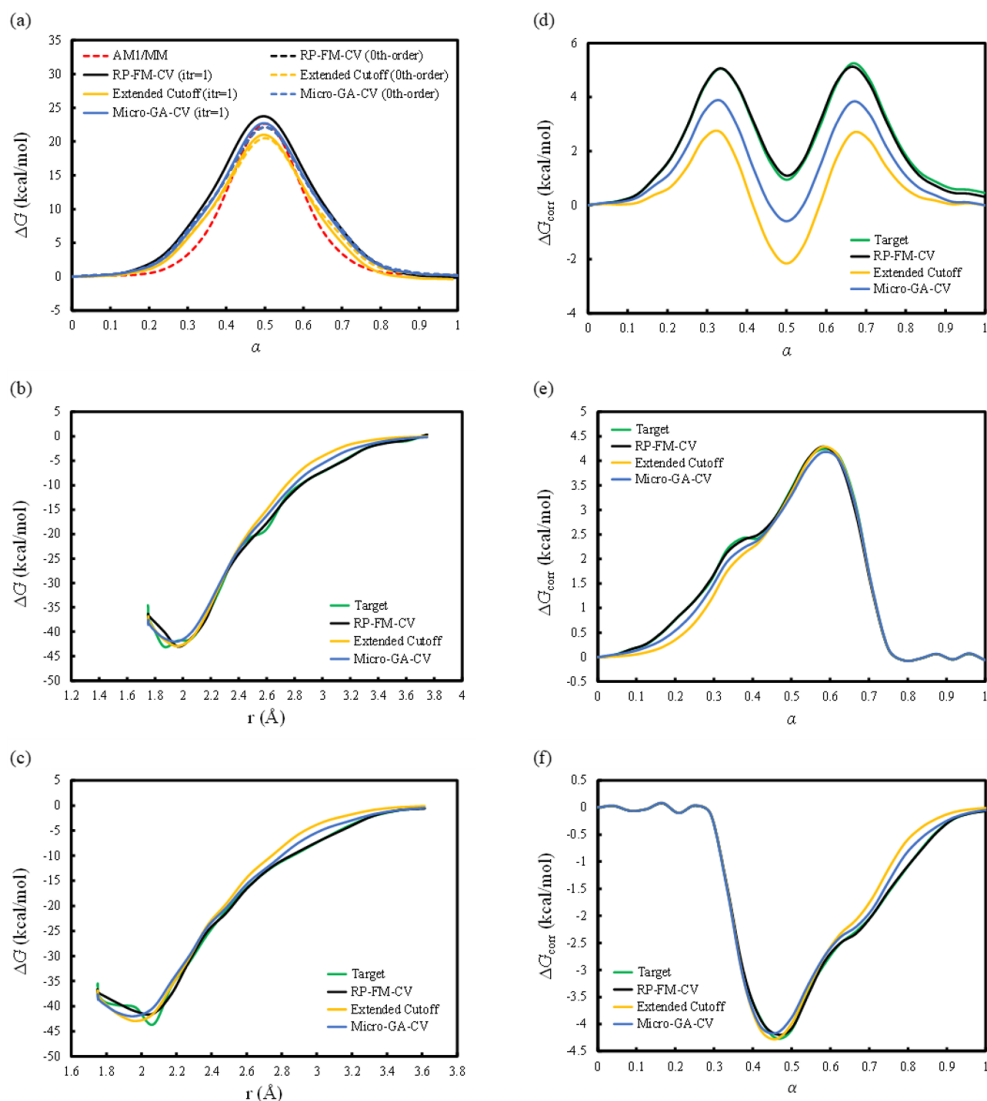 (a)
ΔG (kcal/mol)
35
30
25
20
15
10
5
0
-5
AM1/MM
RP-FM-CV (0th-order)
RP-FM-CV (itr=1)
Extended Cutoff (0th-order)
Extended Cutoff (itr=1)
Micro-GA-CV (0th-order)
Micro-GA-CV (itr=1)
0 0.1 0.2 0.3 0.4 0.5 0.6 0.7 0.8 0.9 1
α
(d)
ΔGcorr (kcal/mol)
6
4
2
0
-2
-4
Target
RP-FM-CV
Extended Cutoff
Micro-GA-CV
0 0.1 0.2 0.3 0.4 0.5 0.6 0.7 0.8 0.9 1
α
(b)
ΔG (kcal/mol)
5
0
-5
-10
-15
-20
-25
-30
-35
-40
-45
-50
Target
RP-FM-CV
Extended Cutoff
Micro-GA-CV
1.2 1.4 1.6 1.8 2 2.2 2.4 2.6 2.8 3 3.2 3.4 3.6 3.8 4
r (Å)
(e)
ΔGcorr (kcal/mol)
5
4.5
4
3.5
3
2.5
2
1.5
1
0.5
0
-0.5
Target
RP-FM-CV
Extended Cutoff
Micro-GA-CV
0 0.1 0.2 0.3 0.4 0.5 0.6 0.7 0.8 0.9 1
α
(c)
ΔG (kcal/mol)
5
0
-5
-10
-15
-20
-25
-30
-35
-40
-45
-50
Target
RP-FM-CV
Extended Cutoff
Micro-GA-CV
1.6 1.8 2 2.2 2.4 2.6 2.8 3 3.2 3.4 3.6 3.8
r (Å)
(f)
ΔGcorr (kcal/mol)
0.5
0
-0.5
-1
-1.5
-2
-2.5
-3
-3.5
-4
-4.5
Target
RP-FM-CV
Extended Cutoff
Micro-GA-CV
0 0.1 0.2 0.3 0.4 0.5 0.6 0.7 0.8 0.9 1
α